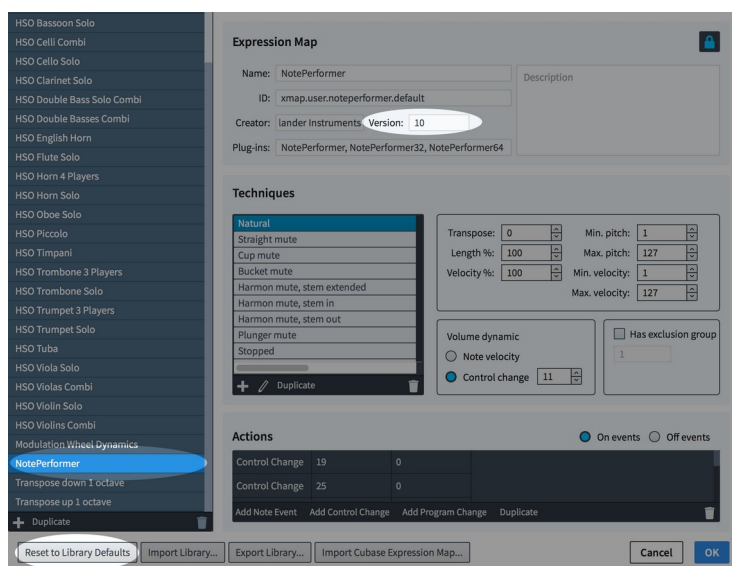 HSO Bassoon Solo
HSO Celli Combi
HSO Cello Solo
HSO Clarinet Solo
HSO Double Bass Solo Combi
HSO Double Basses Combi
HSO English Horn
HSO Flute Solo
HSO Horn 4 Players
HSO Horn Solo
HSO Oboe Solo
HSO Piccolo
HSO Timpani
HSO Trombone 3 Players
HSO Trombone Solo
HSO Trumpet 3 Players
HSO Trumpet Solo
HSO Tuba
HSO Viola Solo
HSO Violas Combi
HSO Violin Solo
HSO Violins Combi
Modulation Wheel Dynamics
NotePerformer
Transpose down 1 octave
Transpose up 1 octave
Duplicate
Expression Map
Name: NotePerformer
Description
ID: xmap.user.noteperformer.default
Creator: lander Instruments Version: 10
Plug-ins: NotePerformer, NotePerformer32, NotePerformer64
Techniques
Natural
Straight mute
Cup mute
Bucket mute
Harmon mute, stem extended
Harmon mute, stem in
Harmon mute, stem out
Plunger mute
Stopped
Duplicate
Transpose: 0 Min. pitch: 1
Length %: 100 Max. pitch: 127
Velocity %: 100 Min. velocity: 1
Max. velocity: 127
Volume dynamic
Note velocity
Control change 11
Has exclusion group
1
Actions
On events Off events
Control Change 19 0
Control Change 25 0
Add Note Event Add Control Change Add Program Change Duplicate
Reset to Library Defaults Import Library... Export Library... Import Cubase Expression Map... Cancel OK